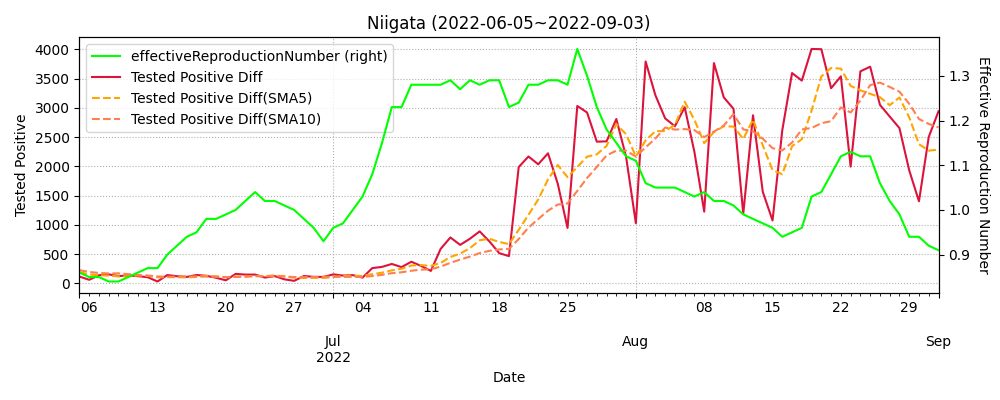 Niigata (2022-06-05~2022-09-03)
effectiveReproductionNumber (right)
Tested Positive Diff
Tested Positive Diff(SMA5)
Tested Positive Diff(SMA10)
Tested Positive
4000
3500
3000
2500
2000
1500
1000
500
0
1.3
1.2
1.1
1.0
0.9
Effective Reproduction Number
06 13 20 27 04 11 18 25 08 15 22 29
Jul Aug Sep
2022
Date